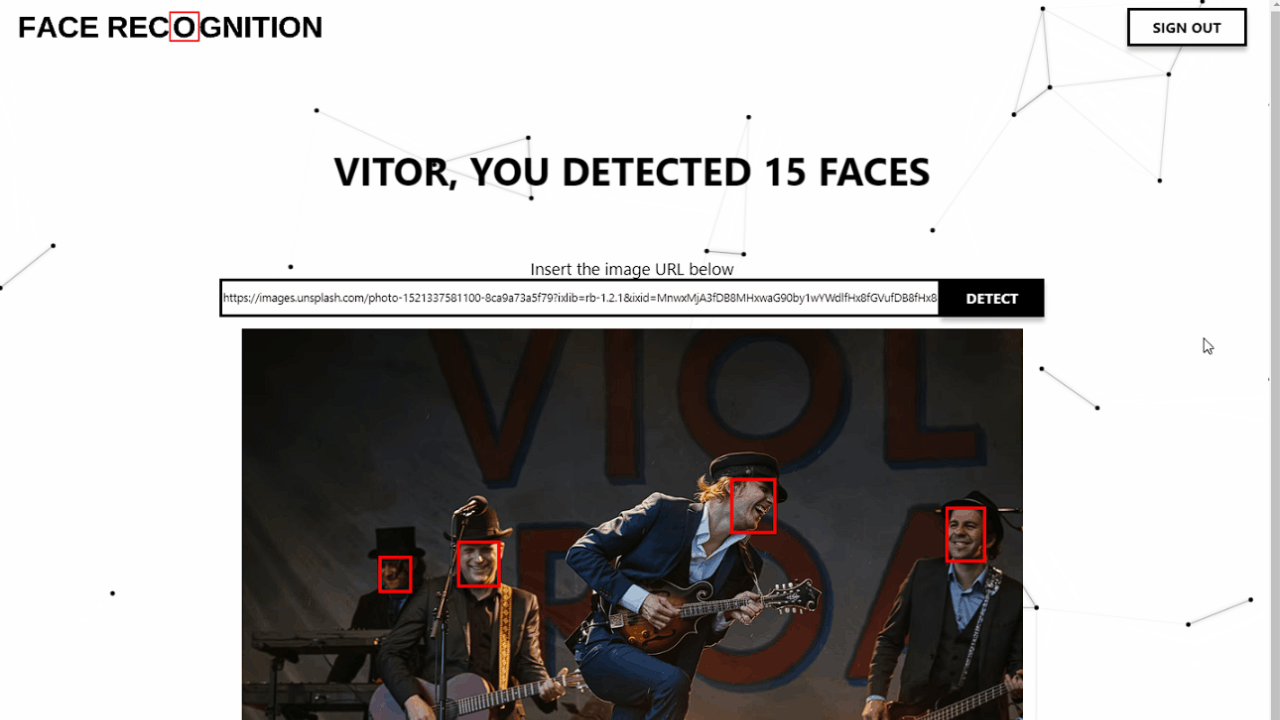 FACE RECOGNITION
SIGN OUT
VITOR, YOU DETECTED 15 FACES
Insert the image URL below
https://images.unsplash.com/photo-1521337581100-8ca9a73a5f79?ixlib=rb-1.2.1&ixid=MnwxMjA3fDB8MHxwaG90by1wYWdlfHx8fGVufDB8fHx8
DETECT
VIOL
ROA